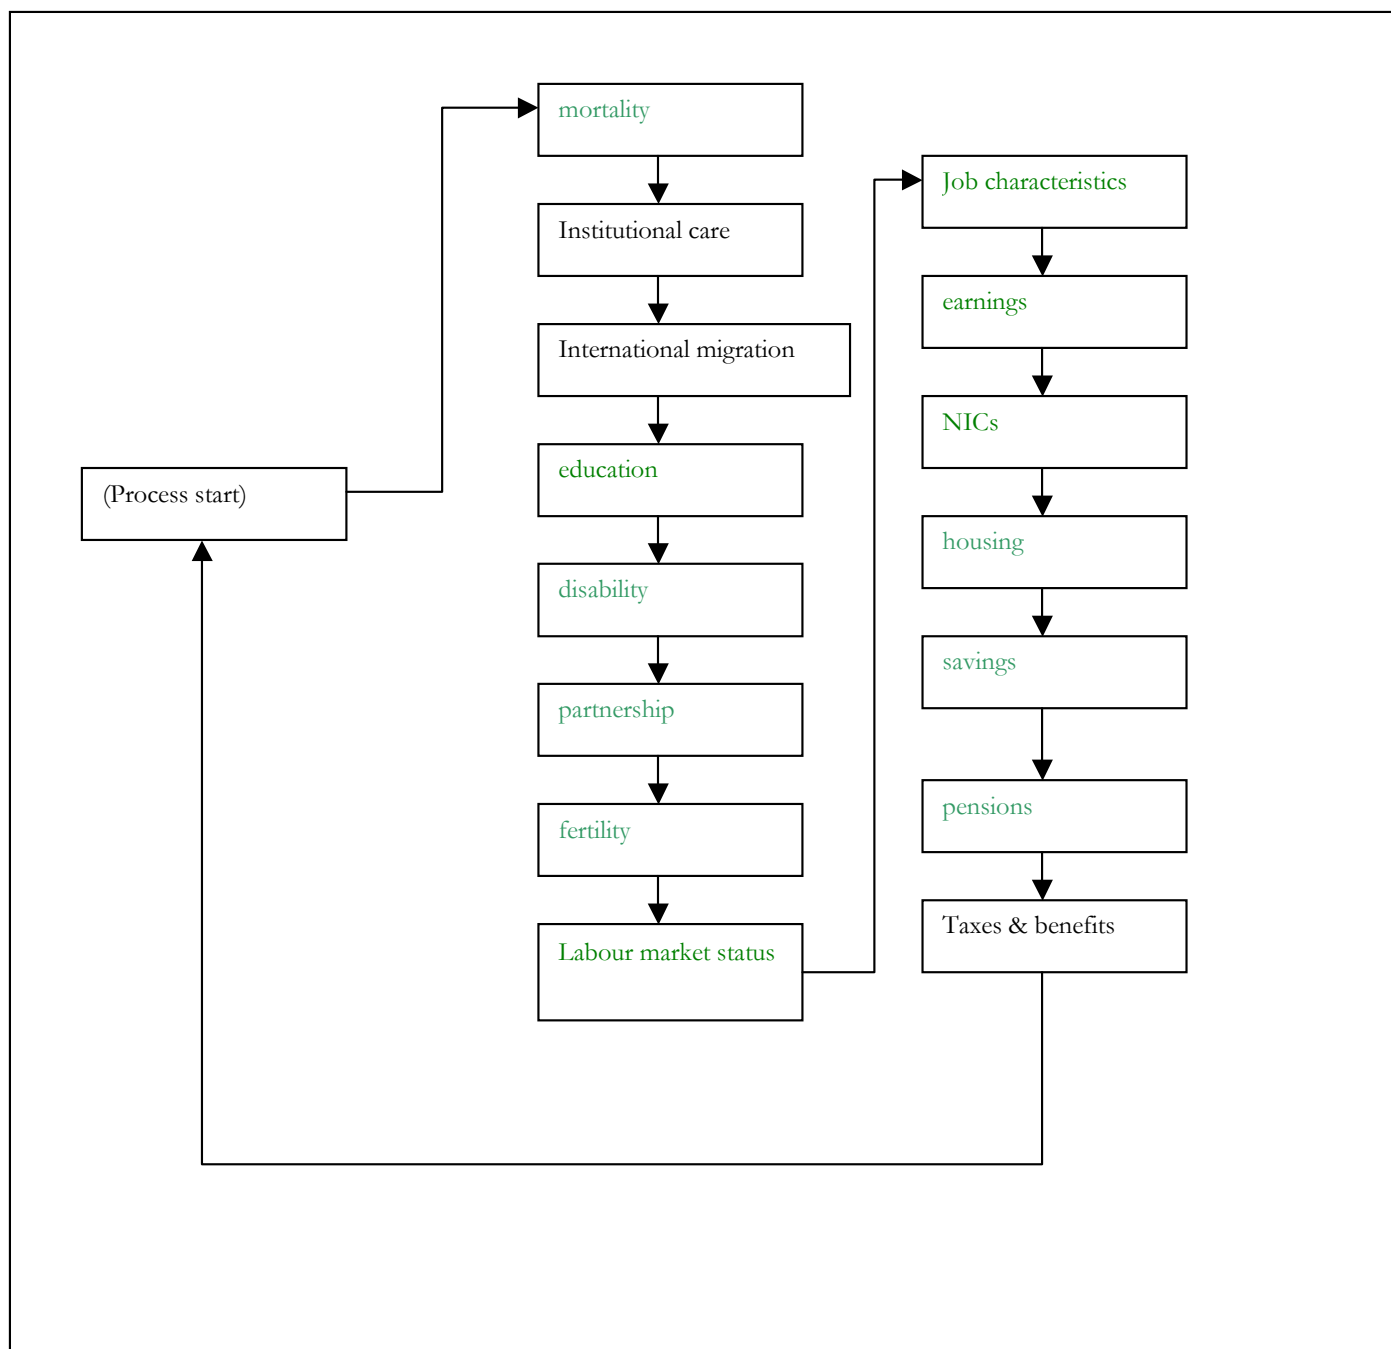 (Process start)
mortality
Institutional care
International migration
education
disability
partnership
fertility
Labour market status
Job characteristics
earnings
NICs
housing
savings
pensions
Taxes & benefits